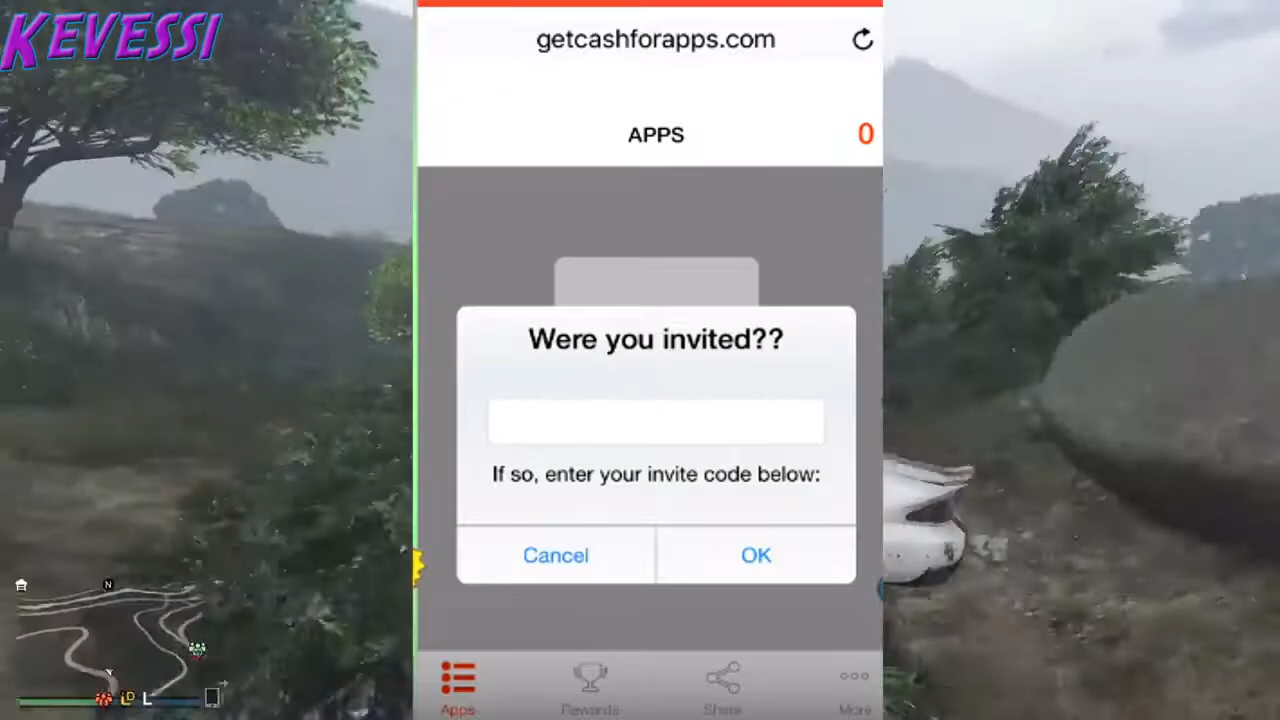 KEVESSI
getcashforapps.com
APPS
0
Were you invited??
If so, enter your invite code below:
Cancel
OK
Apps
Rewards
Share
More
N
D
L